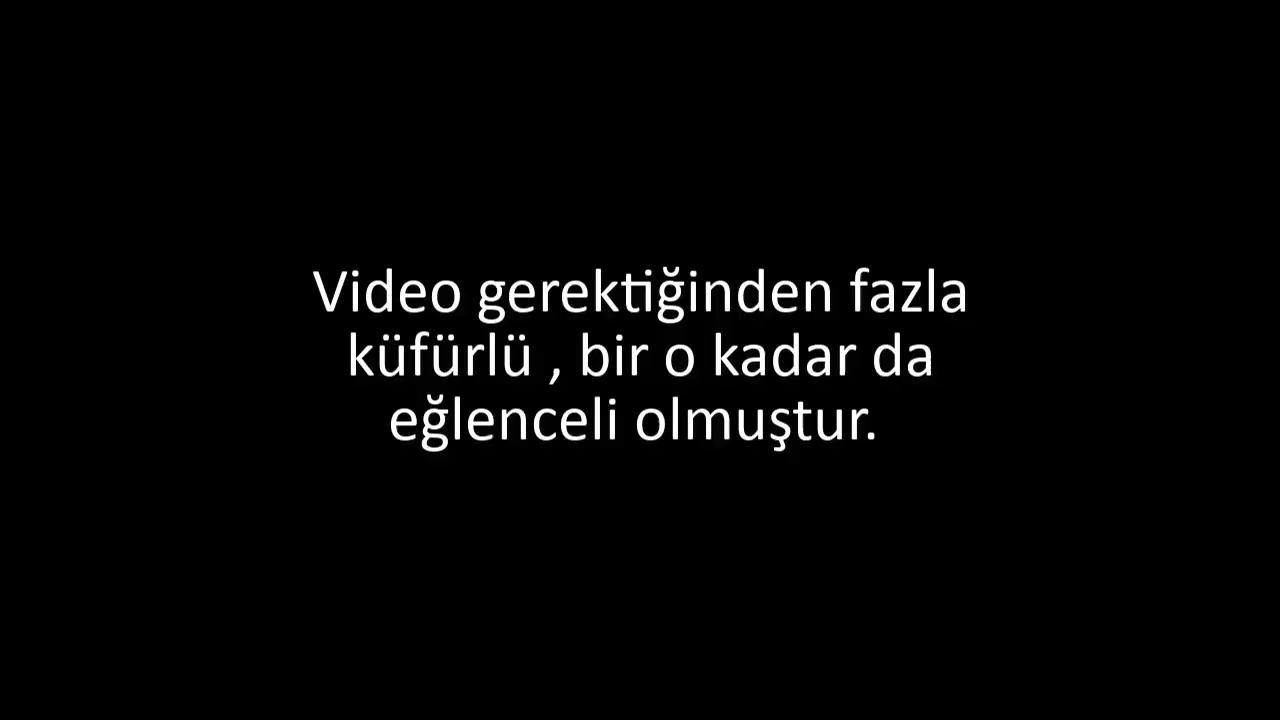 Video gerektiğinden fazla
küfürlü , bir o kadar da
eğlenceli olmuştur.